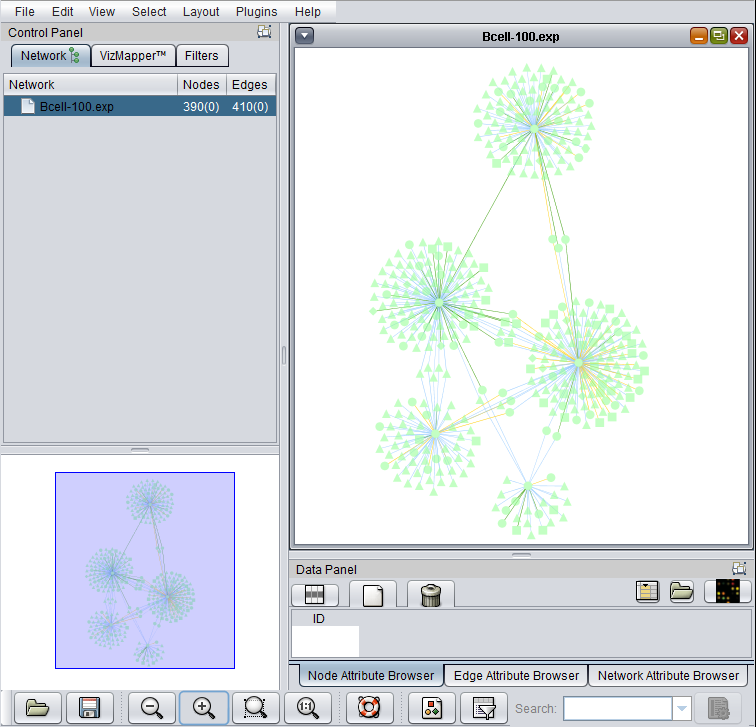 File Edit View Select Layout Plugins Help
Control Panel
Network VizMapper™ Filters
Network Nodes Edges
Bcell-100.exp 390(0) 410(0)
Bcell-100.exp
Data Panel
ID
Node Attribute Browser Edge Attribute Browser Network Attribute Browser
1:1 Search: